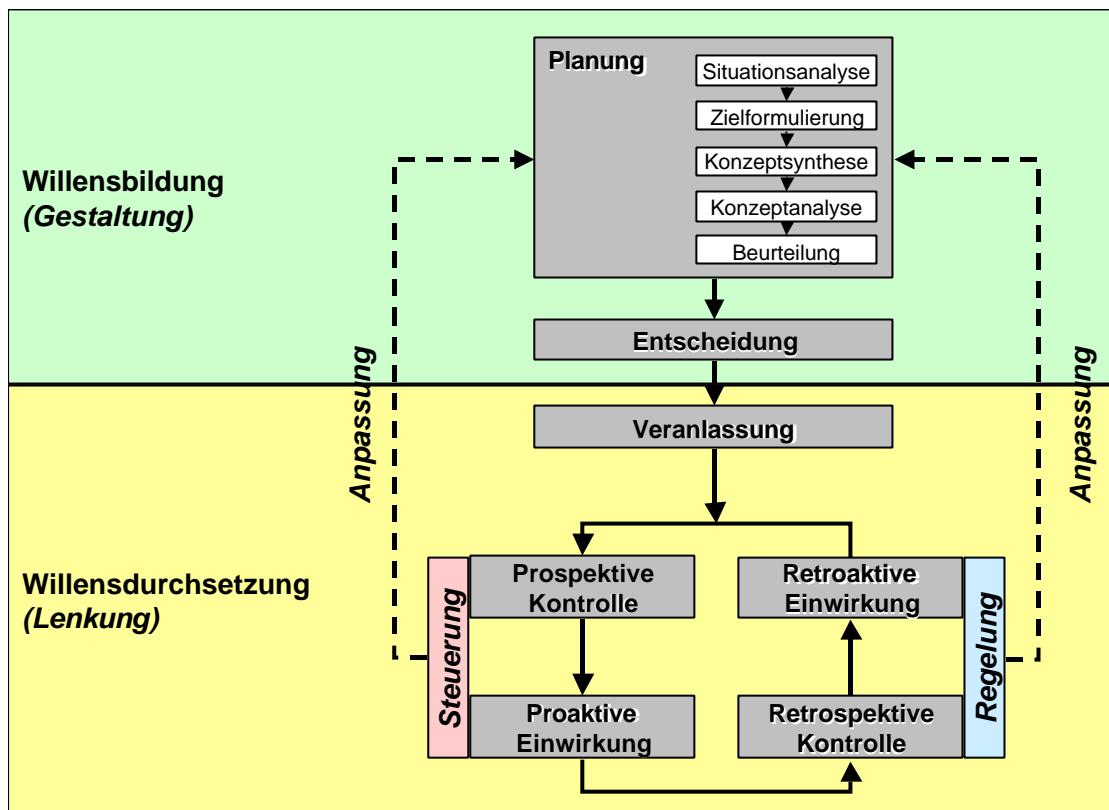 Planung
Situationsanalyse
Zielformulierung
Konzeptsynthese
Konzeptanalyse
Beurteilung
Willensbildung
(Gestaltung)
Entscheidung
Anpassung
Anpassung
Veranlassung
Willensdurchsetzung
(Lenkung)
Steuerung
Prospektive
Kontrolle
Proaktive
Einwirkung
Retroaktive
Einwirkung
Retrospektive
Kontrolle
Regelung